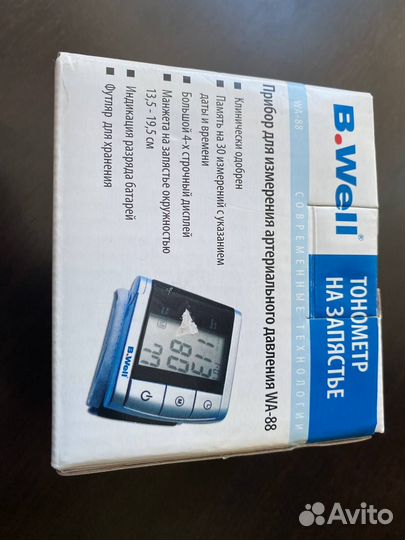 B.Well®
СОВРЕМЕННЫЕ ТЕХНОЛОГИИ
ТОНОМЕТР
НА ЗАПЯСТЬЕ
WA-88
Прибор для измерения артериального давления WA-88
Клинически одобрен
Память на 30 измерений с указанием
даты и времени
Большой 4-х строчный дисплей
Манжета на запястье окружностью
13,5 - 19,5 см
Индикация разряда батарей
Футляр для хранения
B.Well
M
Avito